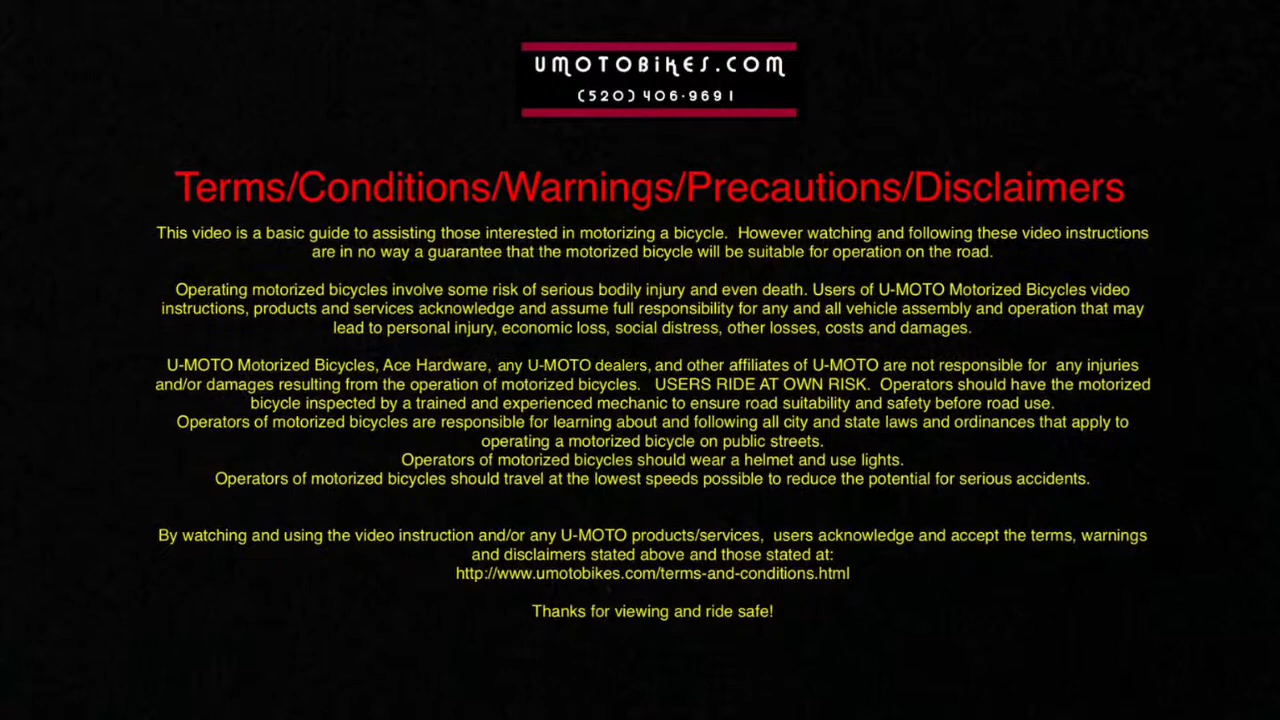 UMOTOBIKES.COM
(520) 406-9691
Terms/Conditions/Warnings/Precautions/Disclaimers
This video is a basic guide to assisting those interested in motorizing a bicycle.  However watching and following these video instructions
are in no way a guarantee that the motorized bicycle will be suitable for operation on the road.
Operating motorized bicycles involve some risk of serious bodily injury and even death. Users of U-MOTO Motorized Bicycles video
instructions, products and services acknowledge and assume full responsibility for any and all vehicle assembly and operation that may
lead to personal injury, economic loss, social distress, other losses, costs and damages.
U-MOTO Motorized Bicycles, Ace Hardware, any U-MOTO dealers, and other affiliates of U-MOTO are not responsible for  any injuries
and/or damages resulting from the operation of motorized bicycles.   USERS RIDE AT OWN RISK.  Operators should have the motorized
bicycle inspected by a trained and experienced mechanic to ensure road suitability and safety before road use.
Operators of motorized bicycles are responsible for learning about and following all city and state laws and ordinances that apply to
operating a motorized bicycle on public streets.
Operators of motorized bicycles should wear a helmet and use lights.
Operators of motorized bicycles should travel at the lowest speeds possible to reduce the potential for serious accidents.
By watching and using the video instruction and/or any U-MOTO products/services,  users acknowledge and accept the terms, warnings
and disclaimers stated above and those stated at:
http://www.umotobikes.com/terms-and-conditions.html
Thanks for viewing and ride safe!